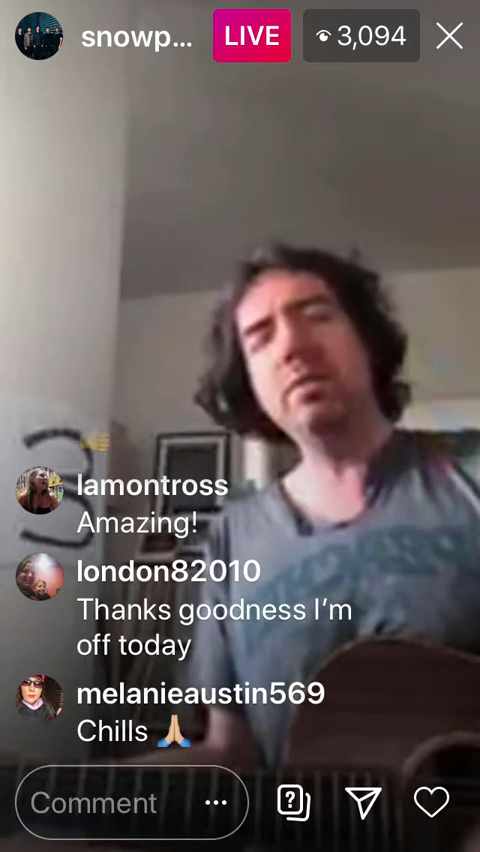 snowp...
LIVE
3,094
lamontross
Amazing!
london82010
Thanks goodness I'm
off today
melanieaustin569
Chills 🙏🏼
Comment